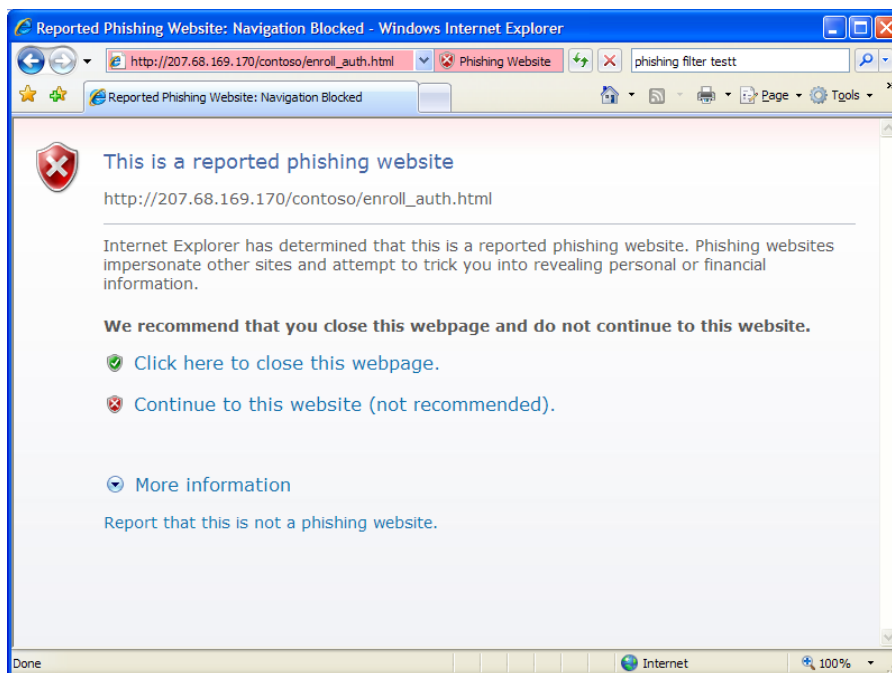 Reported Phishing Website: Navigation Blocked - Windows Internet Explorer
http://207.68.169.170/contoso/enroll_auth.html Phishing Website phishing filter testt
Reported Phishing Website: Navigation Blocked Page Tools
This is a reported phishing website
http://207.68.169.170/contoso/enroll_auth.html
Internet Explorer has determined that this is a reported phishing website. Phishing websites
impersonate other sites and attempt to trick you into revealing personal or financial
information.
We recommend that you close this webpage and do not continue to this website.
Click here to close this webpage.
Continue to this website (not recommended).
More information
Report that this is not a phishing website.
Done Internet 100%